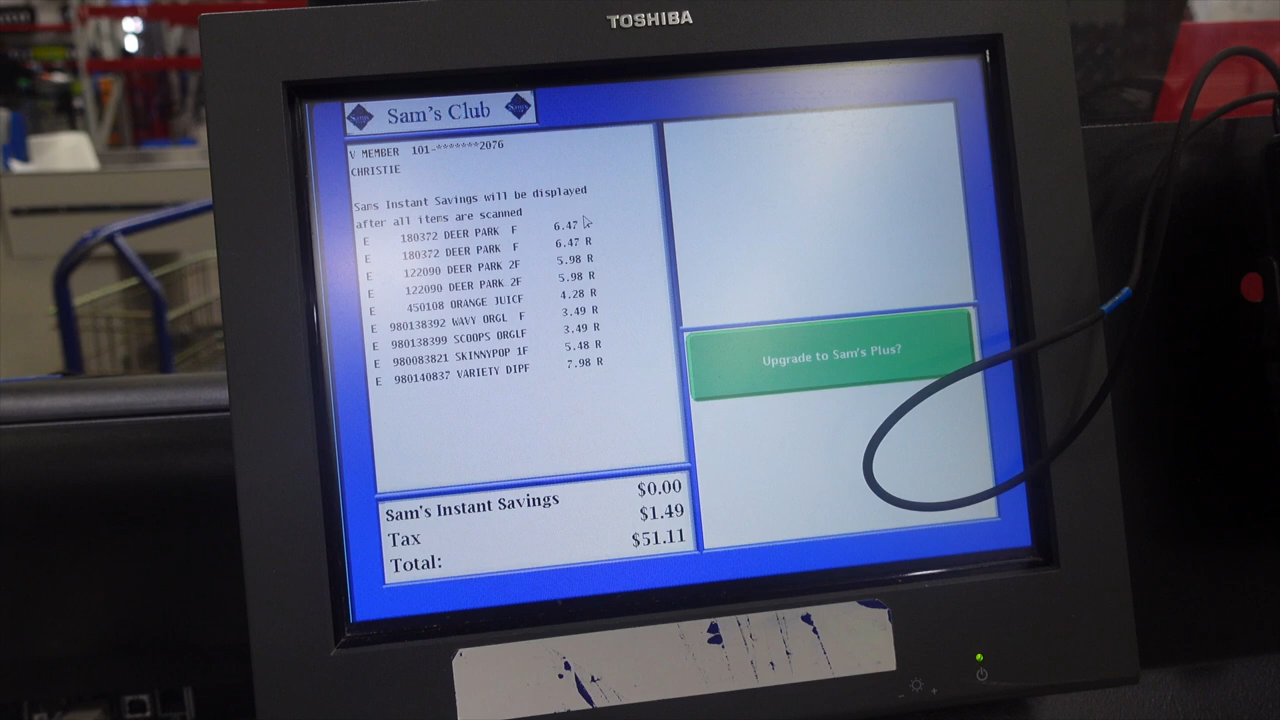 TOSHIBA
Sam's Club
V MEMBER 101-*******2076
CHRISTIE
Sams Instant Savings will be displayed
after all items are scanned
E 180372 DEER PARK F 6.47 R
E 180372 DEER PARK F 6.47 R
E 122090 DEER PARK 2F 5.98 R
E 122090 DEER PARK 2F 5.98 R
E 450108 ORANGE JUICF 4.28 R
E 980138392 WAVY ORGL F 3.49 R
E 980138399 SCOOPS ORGLF 3.49 R
E 980083821 SKINNYPOP 1F 5.48 R
E 980140837 VARIETY DIPF 7.98 R
Upgrade to Sam's Plus?
Sam's Instant Savings $0.00
Tax $1.49
Total: $51.11